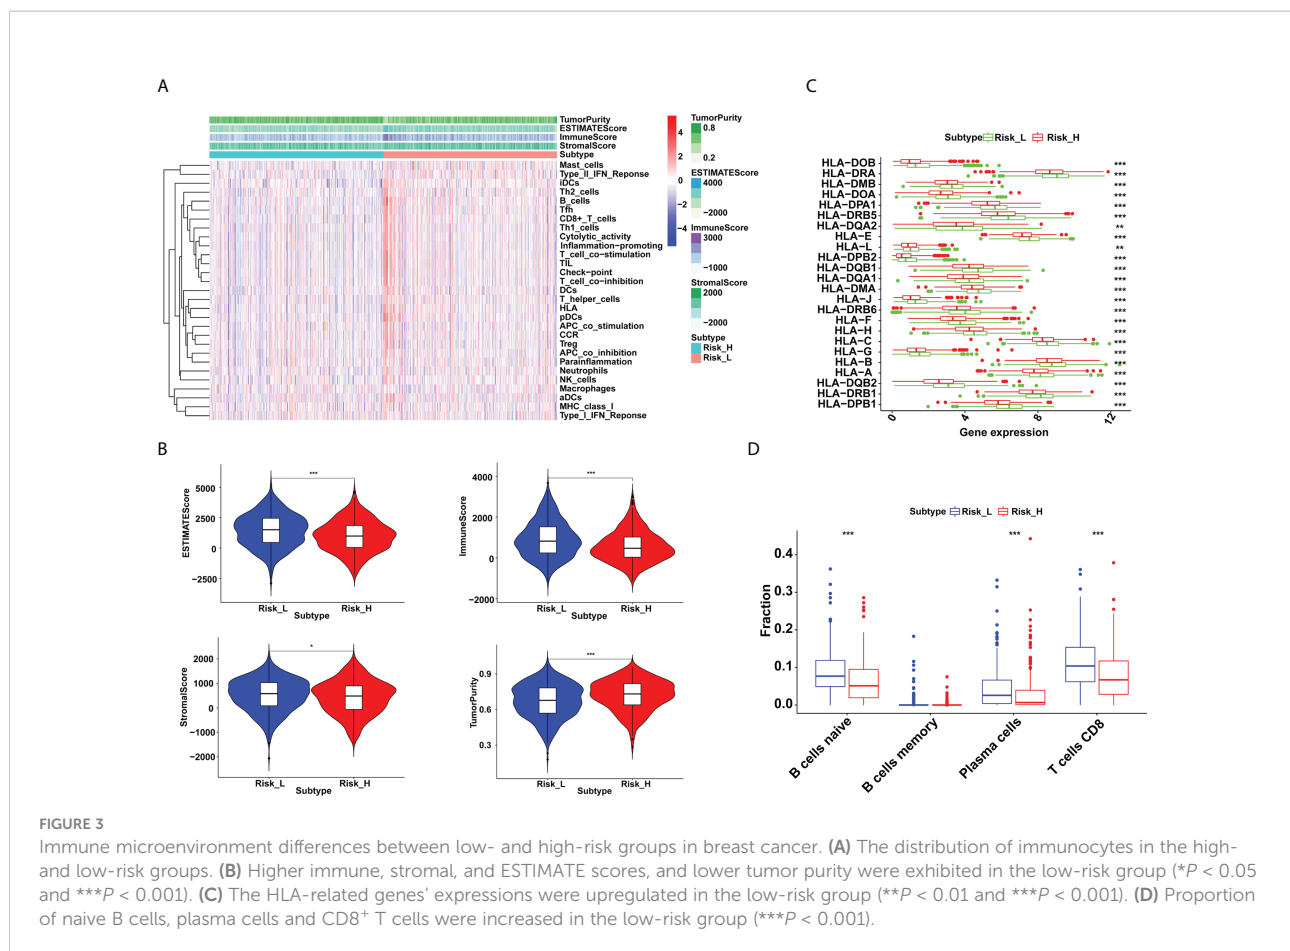 A
TumorPurity
ESTIMATEScore
ImmuneScore
StromalScore
Subtype
Mast_cells
Type_II_IFN_Reponse
iDCs
Th2_cells
B_cells
Tfh
CD8+_T_cells
Th1_cells
Cytolytic_activity
Inflammation−promoting
T_cell_co−stimulation
TIL
Check−point
T_cell_co−inhibition
DCs
T_helper_cells
HLA
pDCs
APC_co_stimulation
CCR
Treg
APC_co_inhibition
Parainflammation
Neutrophils
NK_cells
Macrophages
aDCs
MHC_class_I
Type_I_IFN_Reponse
4
2
0
−2
−4
TumorPurity
0.8
0.2
ESTIMATEScore
4000
−2000
ImmuneScore
3000
−1000
StromalScore
2000
−2000
Subtype
Risk_H
Risk_L
C
Subtype Risk_L Risk_H
HLA−DOB ***
HLA−DRA ***
HLA−DMB ***
HLA−DOA ***
HLA−DPA1 ***
HLA−DRB5 ***
HLA−DQA2 **
HLA−E ***
HLA−L **
HLA−DPB2 ***
HLA−DQB1 ***
HLA−DQA1 ***
HLA−DMA ***
HLA−J ***
HLA−DRB6 ***
HLA−F ***
HLA−H ***
HLA−C ***
HLA−G ***
HLA−B ***
HLA−A ***
HLA−DQB2 ***
HLA−DRB1 ***
HLA−DPB1 ***
0 4 8 12
Gene expression
B
***
ESTIMATEScore
5000
2500
0
−2500
Risk_L Risk_H
Subtype
***
ImmuneScore
4000
2000
0
−2000
Risk_L Risk_H
Subtype
*
StromalScore
2000
1000
0
−1000
−2000
Risk_L Risk_H
Subtype
***
TumorPurity
0.9
0.6
0.3
Risk_L Risk_H
Subtype
D
Subtype Risk_L Risk_H
*** *** ***
Fraction
0.4
0.3
0.2
0.1
0.0
B cells naive
B cells memory
Plasma cells
T cells CD8
FIGURE 3
Immune microenvironment differences between low- and high-risk groups in breast cancer. (A) The distribution of immunocytes in the high-
and low-risk groups. (B) Higher immune, stromal, and ESTIMATE scores, and lower tumor purity were exhibited in the low-risk group (*P < 0.05
and ***P < 0.001). (C) The HLA-related genes’ expressions were upregulated in the low-risk group (**P < 0.01 and ***P < 0.001). (D) Proportion
of naive B cells, plasma cells and CD8⁺ T cells were increased in the low-risk group (***P < 0.001).